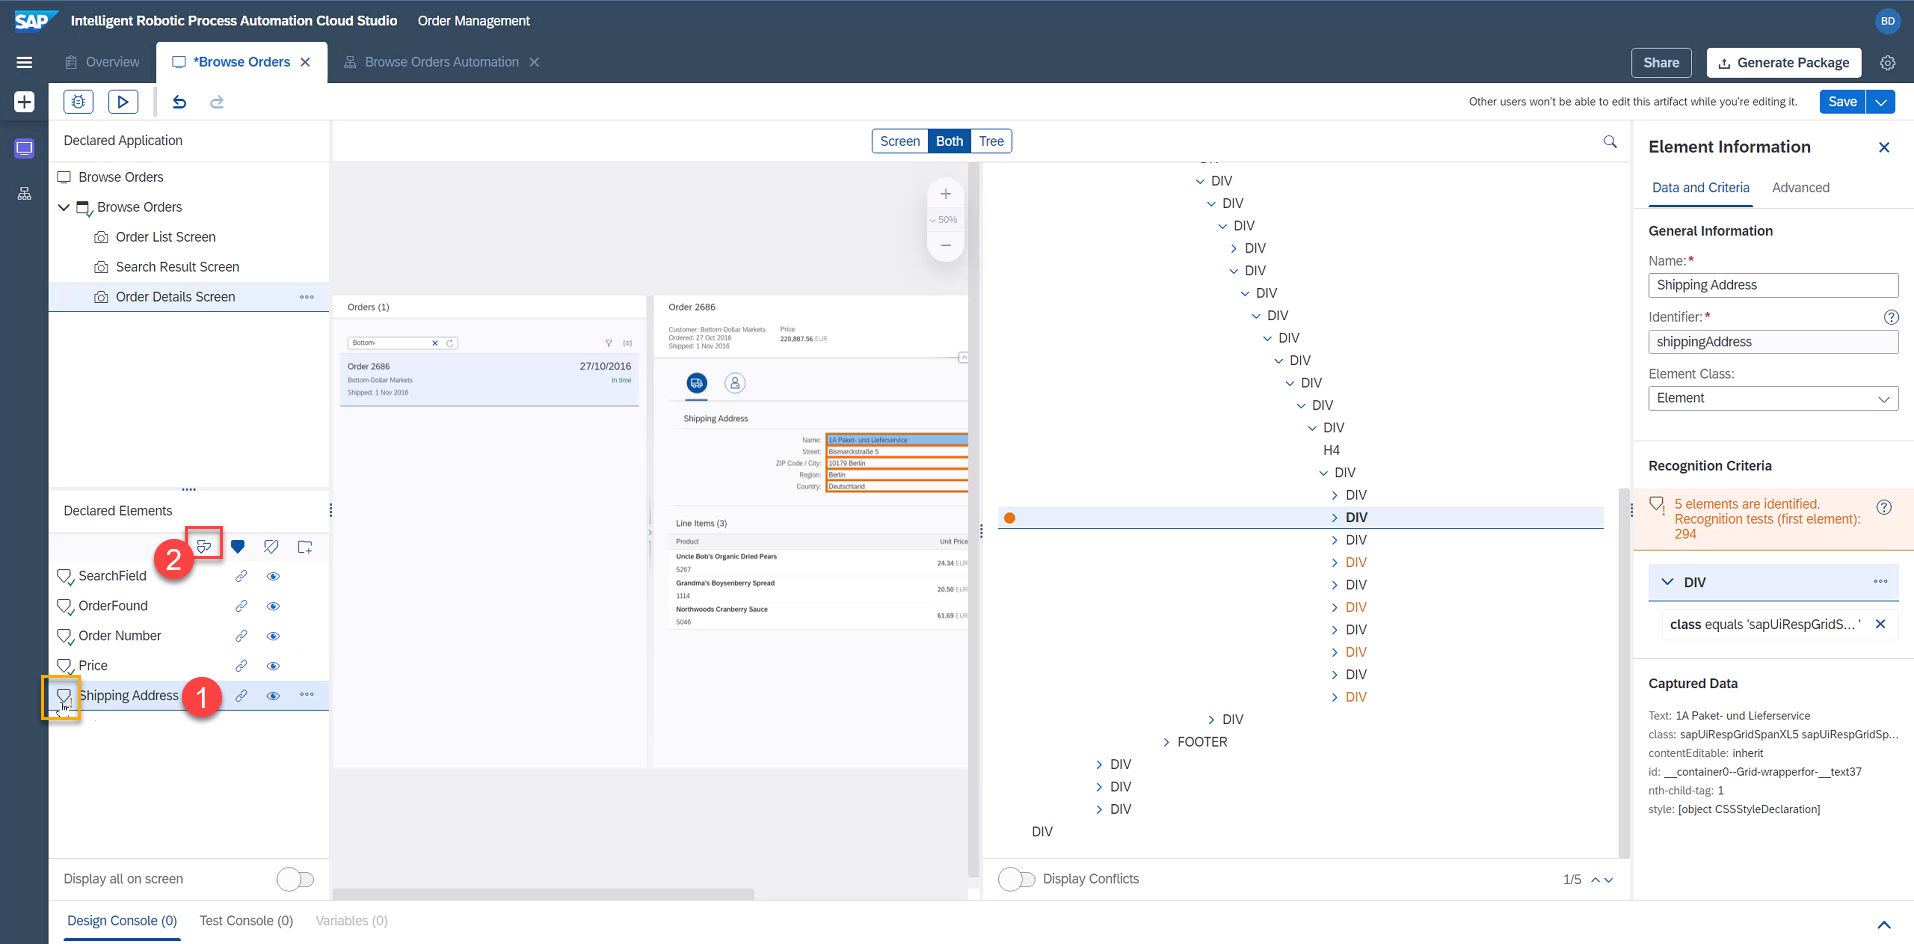 SAP Intelligent Robotic Process Automation Cloud Studio Order Management BD
Overview *Browse Orders Browse Orders Automation Share Generate Package
Other users won't be able to edit this artifact while you're editing it. Save
Declared Application
Browse Orders
Browse Orders
Order List Screen
Search Result Screen
Order Details Screen
Declared Elements
2
SearchField
OrderFound
Order Number
Price
Shipping Address
1
Display all on screen
Screen Both Tree
50%
Orders (1)
Bottom-
Order 2686 27/10/2016
Bottom-Dollar Markets in time
Shipped: 1 Nov 2016
Order 2686
Customer: Bottom-Dollar Markets Price
Ordered: 27 Oct 2016 220,887.56 EUR
Shipped: 1 Nov 2016
Shipping Address
Name: 1A Paket- und Lieferservice
Street: Bismarckstraße 5
ZIP Code / City: 10179 Berlin
Region: Berlin
Country: Deutschland
Line Items (3)
Product Unit Price
Uncle Bob's Organic Dried Pears
5267 24.34 EUR
Grandma's Boysenberry Spread
1114 20.50 EUR
Northwoods Cranberry Sauce
5046 61.69 EUR
DIV
DIV
DIV
DIV
DIV
DIV
DIV
DIV
DIV
DIV
DIV
DIV
DIV
H4
DIV
DIV
DIV
DIV
DIV
DIV
DIV
DIV
DIV
DIV
DIV
DIV
FOOTER
DIV
DIV
DIV
DIV
Display Conflicts 1/5
Element Information
Data and Criteria Advanced
General Information
Name:*
Shipping Address
Identifier:*
shippingAddress
Element Class:
Element
Recognition Criteria
5 elements are identified.
Recognition tests (first element):
294
DIV
class equals 'sapUiRespGridS... '
Captured Data
Text: 1A Paket- und Lieferservice
class: sapUiRespGridSpanXL5 sapUiRespGridSp...
contentEditable: inherit
id: __container0--Grid-wrapperfor-__text37
nth-child-tag: 1
style: [object CSSStyleDeclaration]
Design Console (0) Test Console (0) Variables (0)